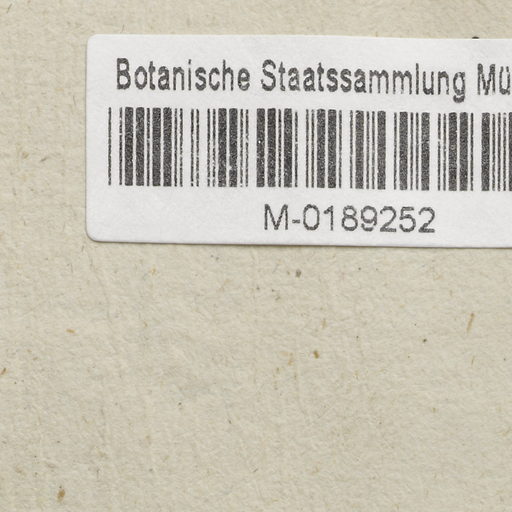 Botanische Staatssammlung Mü
M-0189252